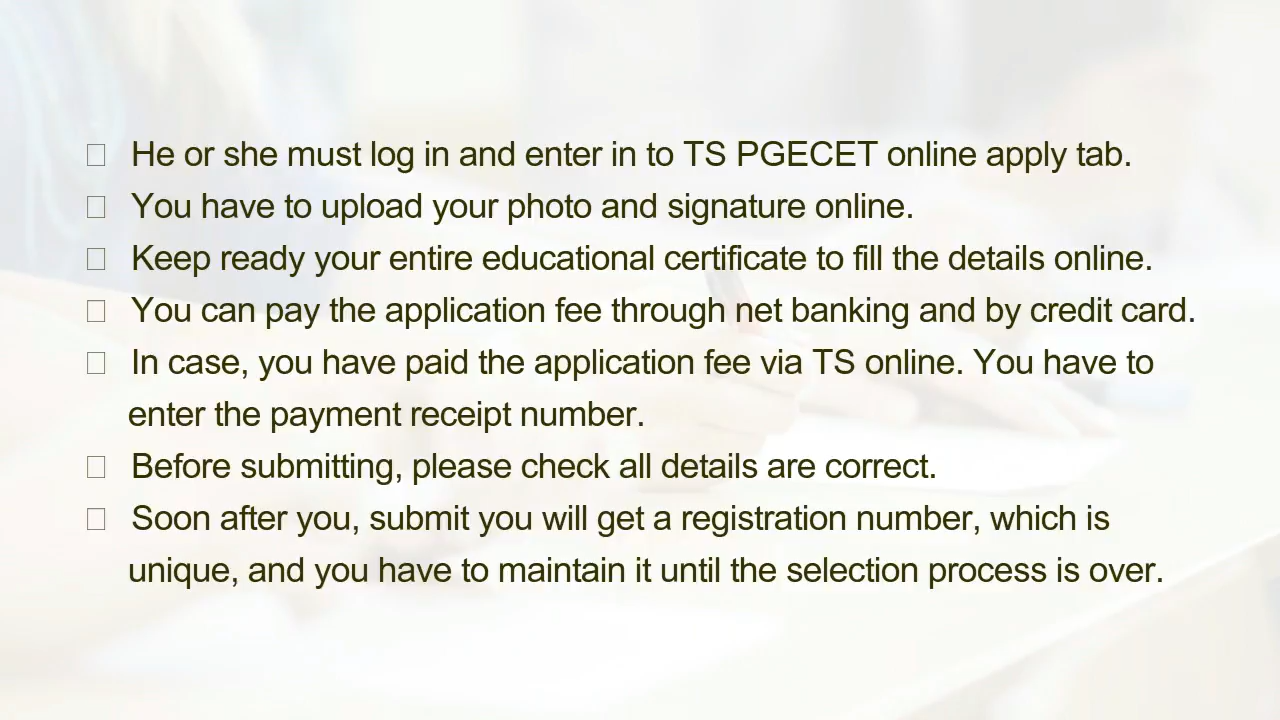 □ He or she must log in and enter in to TS PGECET online apply tab.
□ You have to upload your photo and signature online.
□ Keep ready your entire educational certificate to fill the details online.
□ You can pay the application fee through net banking and by credit card.
□ In case, you have paid the application fee via TS online. You have to
enter the payment receipt number.
□ Before submitting, please check all details are correct.
□ Soon after you, submit you will get a registration number, which is
unique, and you have to maintain it until the selection process is over.